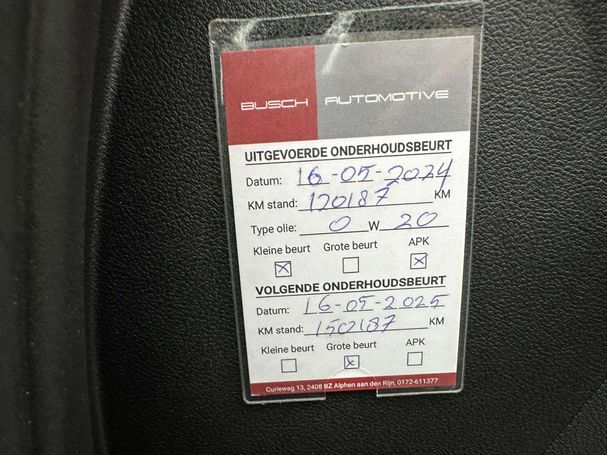 BUSCH AUTOMOTIVE
UITGEVOERDE ONDERHOUDSBEURT
Datum: 16-05-2024
KM stand: 120187 KM
Type olie: 0 W 20
Kleine beurt Grote beurt APK
VOLGENDE ONDERHOUDSBEURT
Datum: 16-05-2025
KM stand: 150187 KM
Kleine beurt Grote beurt APK
Curieweg 13, 2408 BZ Alphen aan den Rijn, 0172-611377